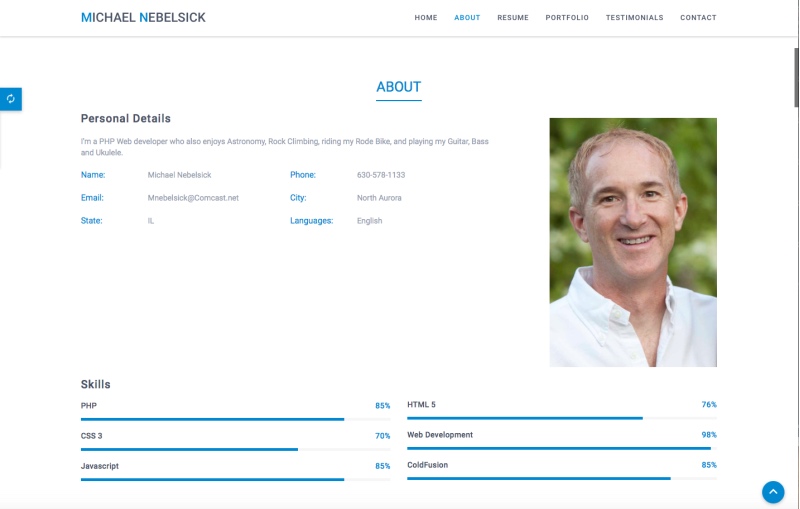 MICHAEL NEBELSICK
HOME ABOUT RESUME PORTFOLIO TESTIMONIALS CONTACT
ABOUT
Personal Details
I'm a PHP Web developer who also enjoys Astronomy, Rock Climbing, riding my Rode Bike, and playing my Guitar, Bass
and Ukulele.
Name: Michael Nebelsick Phone: 630-578-1133
Email: Mnebelsick@Comcast.net City: North Aurora
State: IL Languages: English
Skills
PHP 85% HTML 5 76%
CSS 3 70% Web Development 98%
Javascript 85% ColdFusion 85%